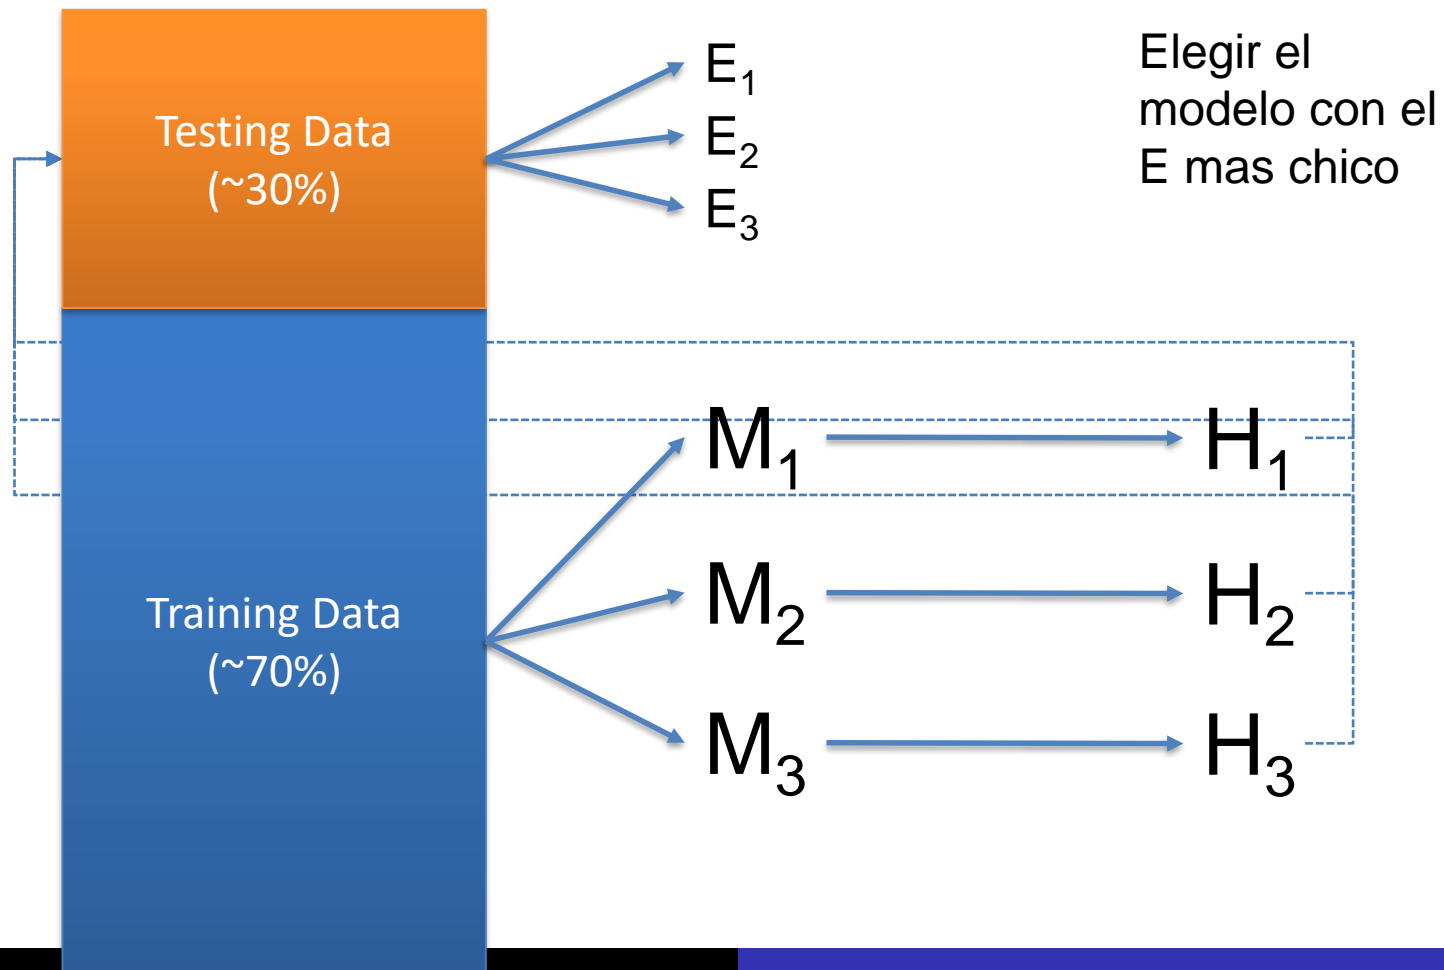 Testing Data
(~30%)
E₁
E₂
E₃
Elegir el
modelo con el
E mas chico
Training Data
(~70%)
M₁
H₁
M₂
H₂
M₃
H₃